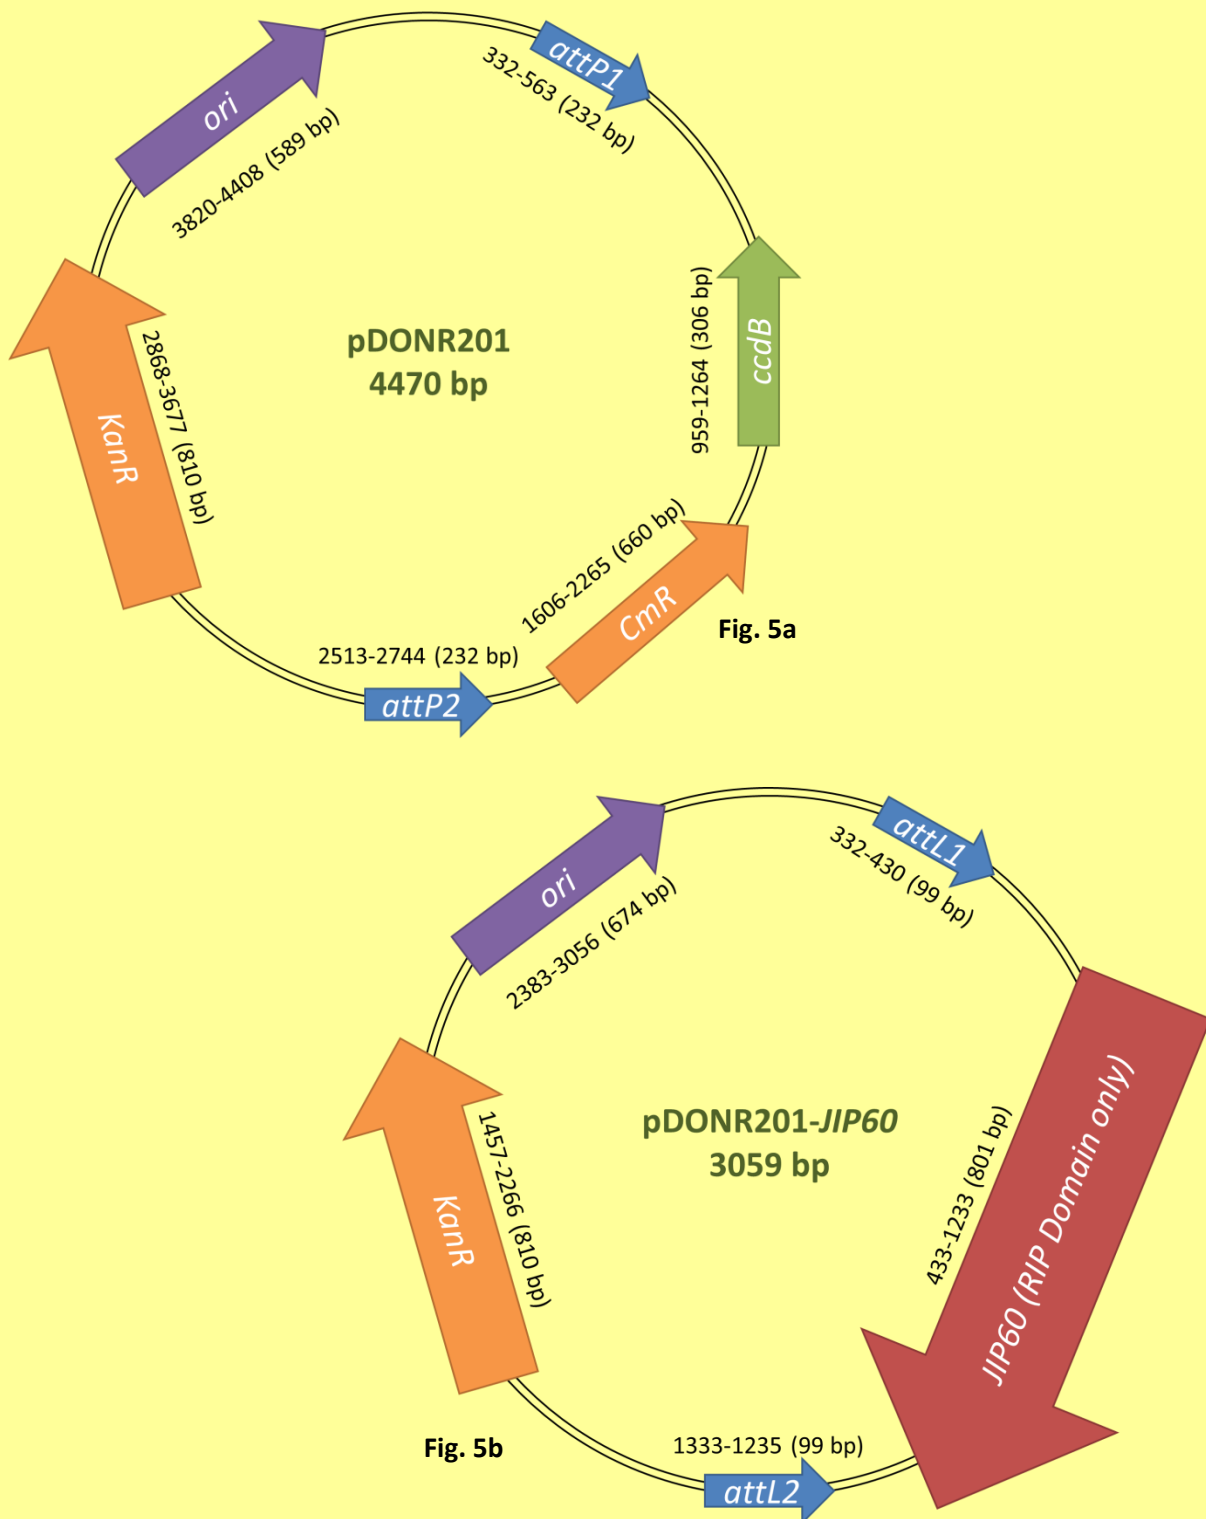 attP1
332-563 (232 bp)
ori
3820-4408 (589 bp)
ccdB
959-1264 (306 bp)
pDONR201
4470 bp
KanR
2868-3677 (810 bp)
CmR
1606-2265 (660 bp)
Fig. 5a
2513-2744 (232 bp)
attP2
attL1
332-430 (99 bp)
ori
2383-3056 (674 bp)
JIP60 (RIP Domain only)
433-1233 (801 bp)
pDONR201-JIP60
3059 bp
KanR
1457-2266 (810 bp)
Fig. 5b
1333-1235 (99 bp)
attL2